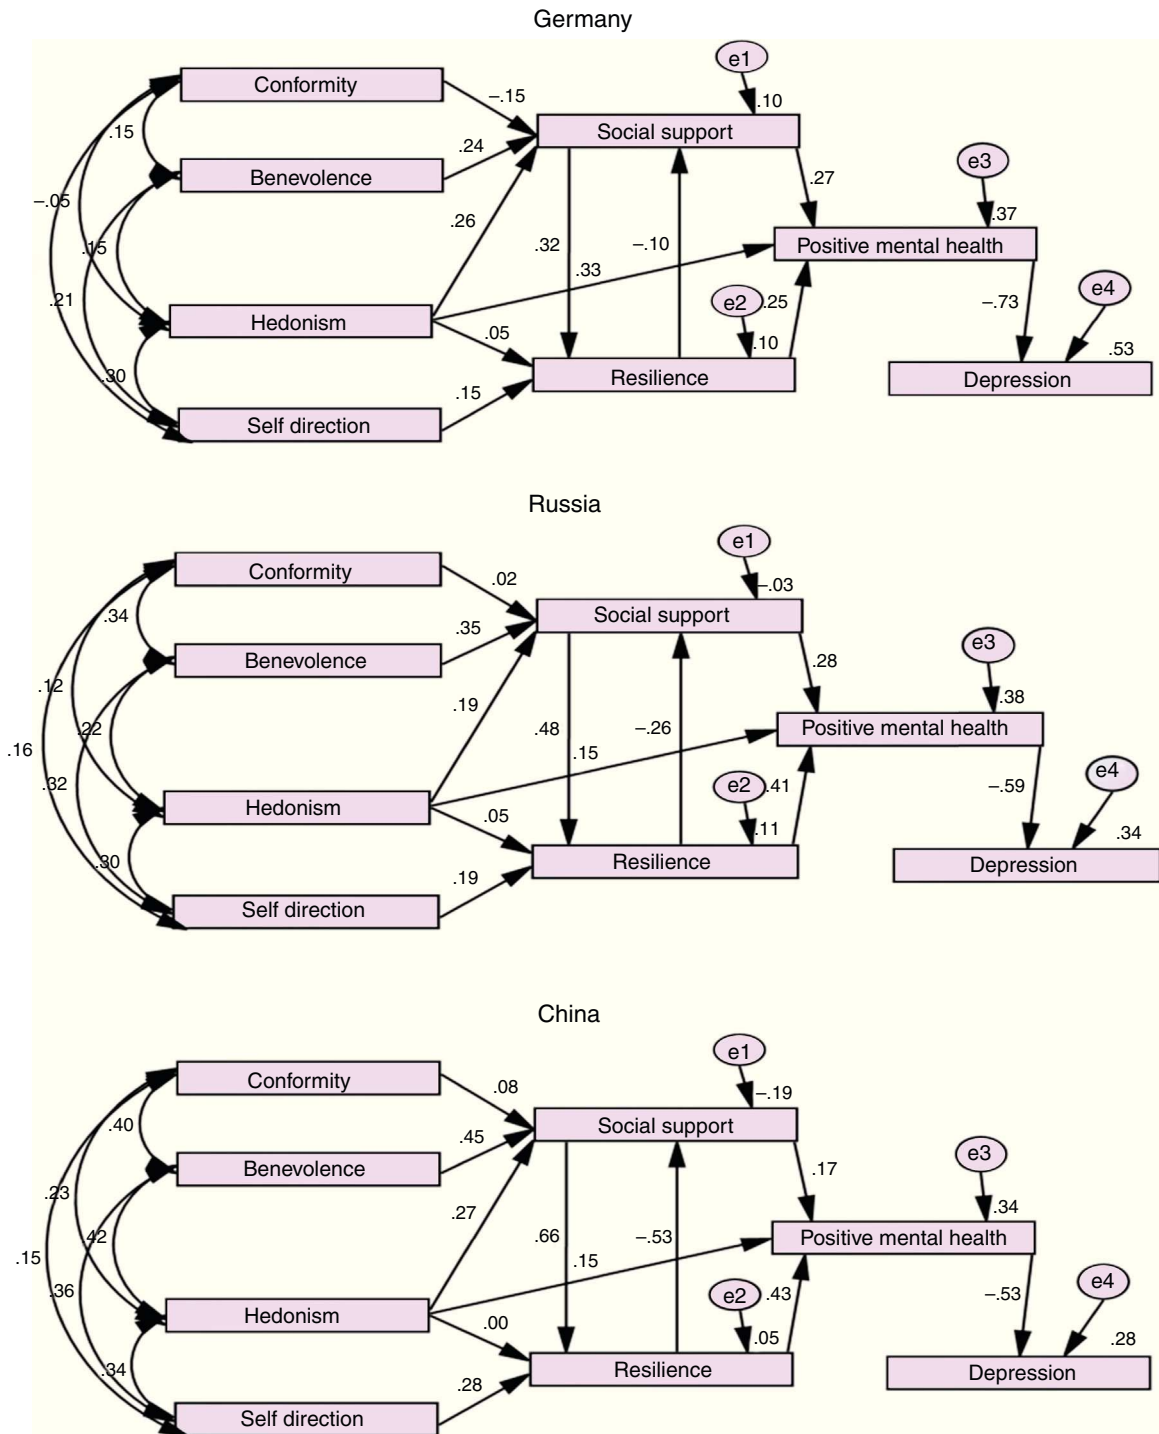 Germany
e1
Conformity
–.15
.10
.15
Social support
.24
e3
Benevolence
.27
–.05
.26
.37
.15
.32
–.10
Positive mental health
.33
.21
e2
.25
–.73
e4
Hedonism
.05
.10
.53
.30
Resilience
Depression
.15
Self direction
Russia
e1
Conformity
.02
–.03
.34
Social support
.35
e3
Benevolence
.28
.12
.19
.38
.22
.48
–.26
Positive mental health
.16
.15
.32
e2
.41
–.59
e4
Hedonism
.05
.11
.34
.30
Resilience
Depression
.19
Self direction
China
e1
Conformity
.08
–.19
.40
Social support
.45
e3
Benevolence
.17
.23
.27
.34
.42
.66
–.53
Positive mental health
.15
.15
.36
e2
.43
–.53
e4
Hedonism
.00
.05
.28
.34
Resilience
Depression
.28
Self direction